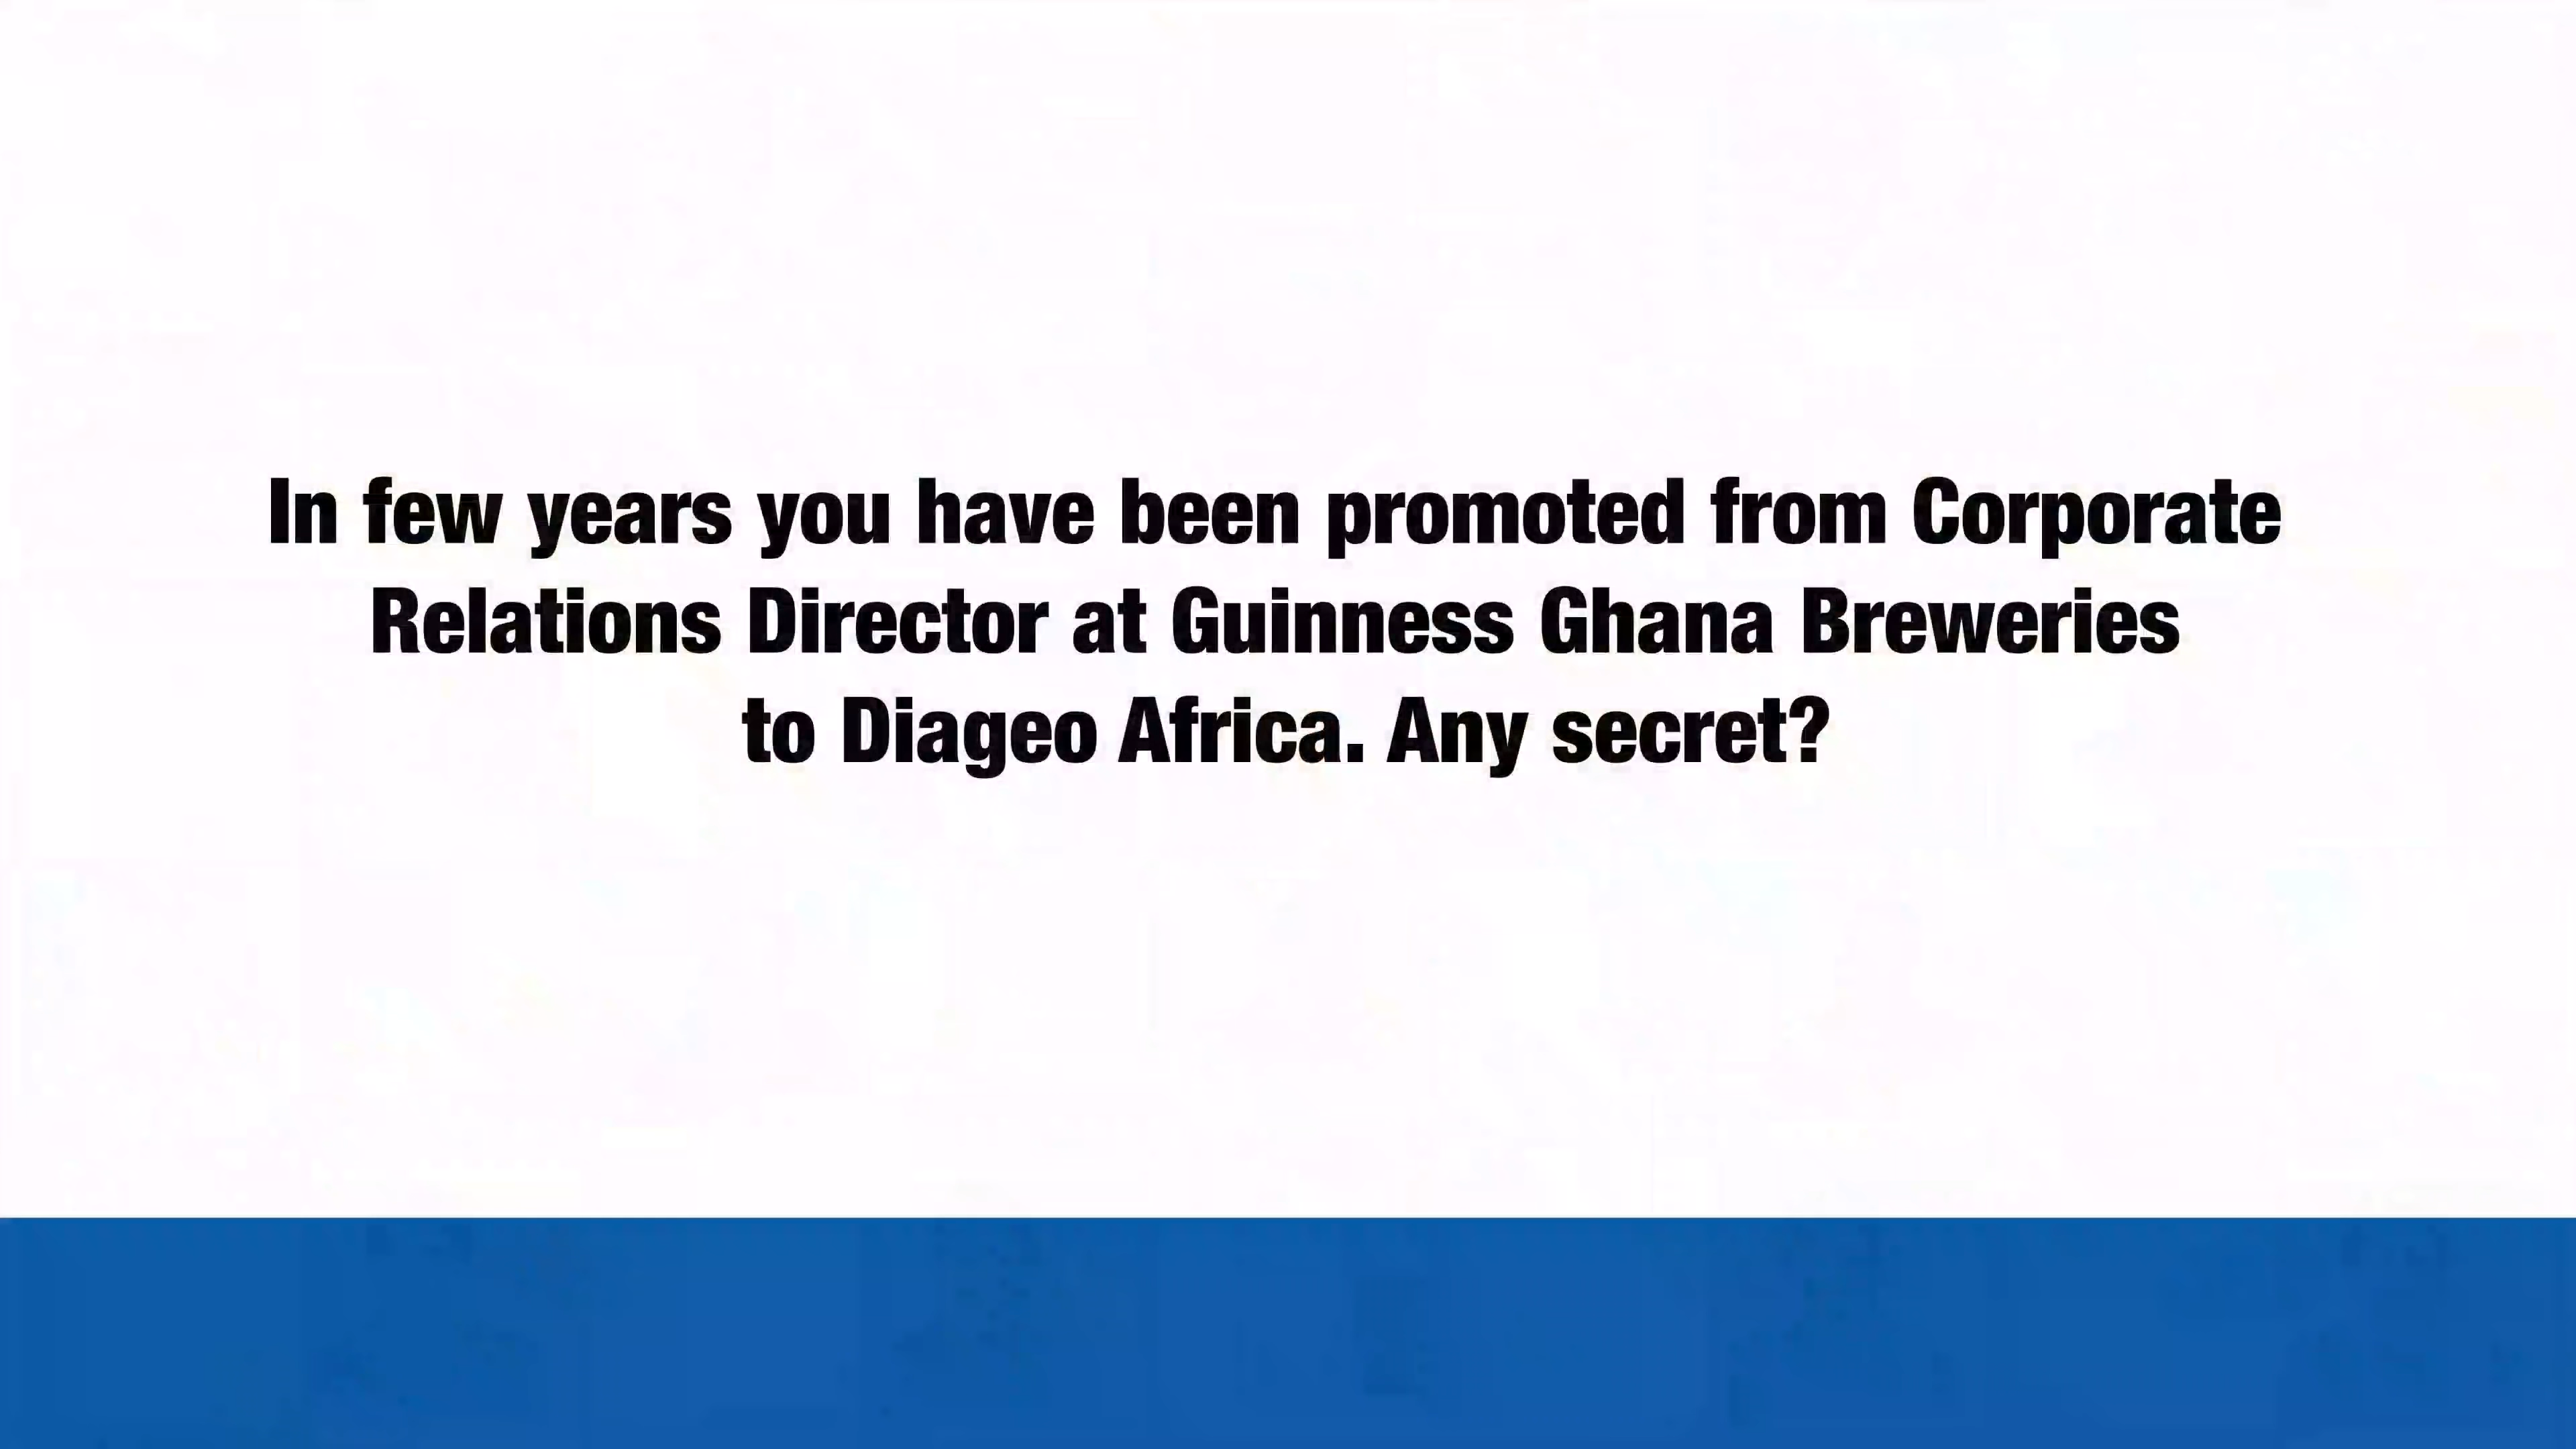 In few years you have been promoted from Corporate
Relations Director at Guinness Ghana Breweries
to Diageo Africa. Any secret?